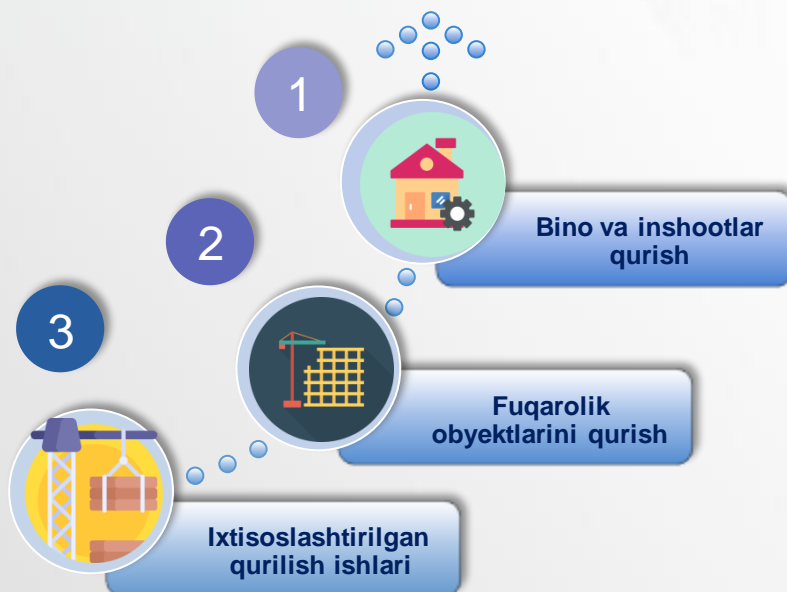 1
Bino va inshootlar
qurish
2
Fuqarolik
obyektlarini qurish
3
Ixtisoslashtirilgan
qurilish ishlari